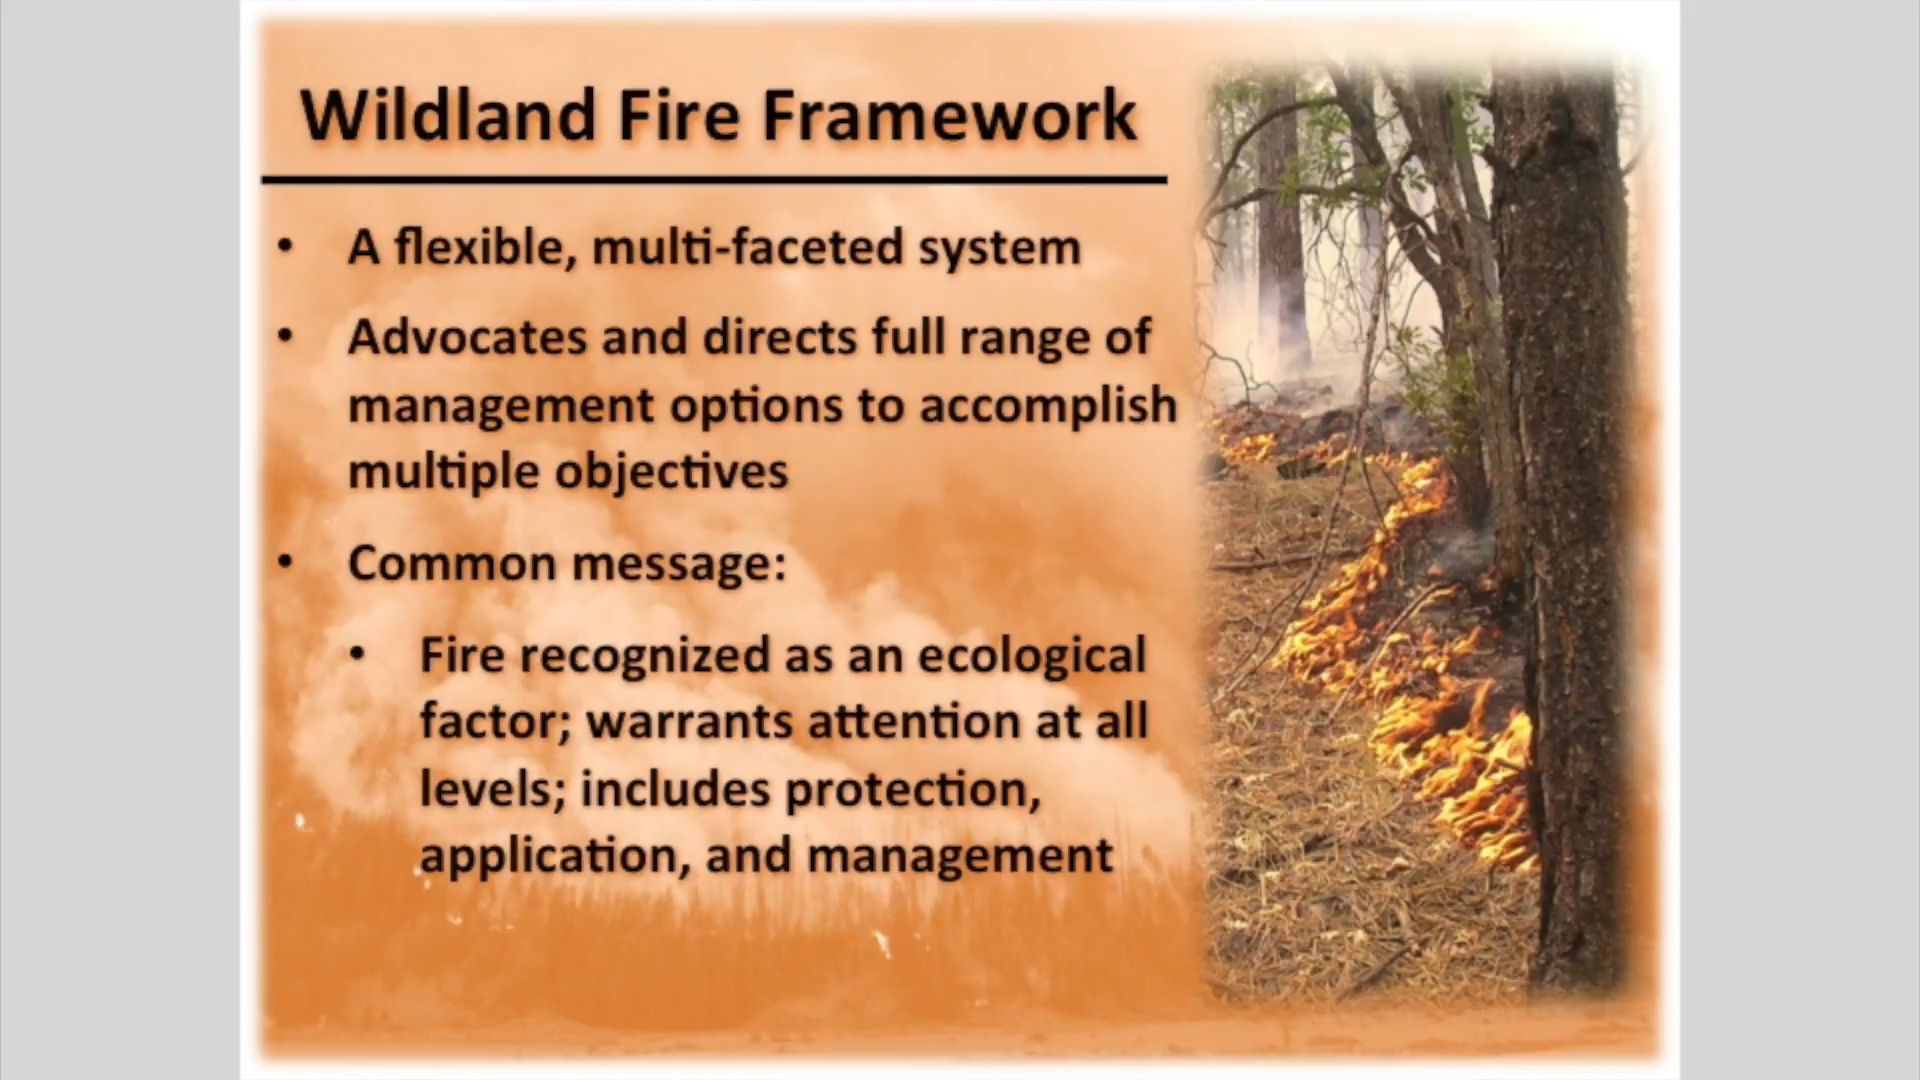 Wildland Fire Framework
• A flexible, multi-faceted system
• Advocates and directs full range of
management options to accomplish
multiple objectives
• Common message:
• Fire recognized as an ecological
factor; warrants attention at all
levels; includes protection,
application, and management